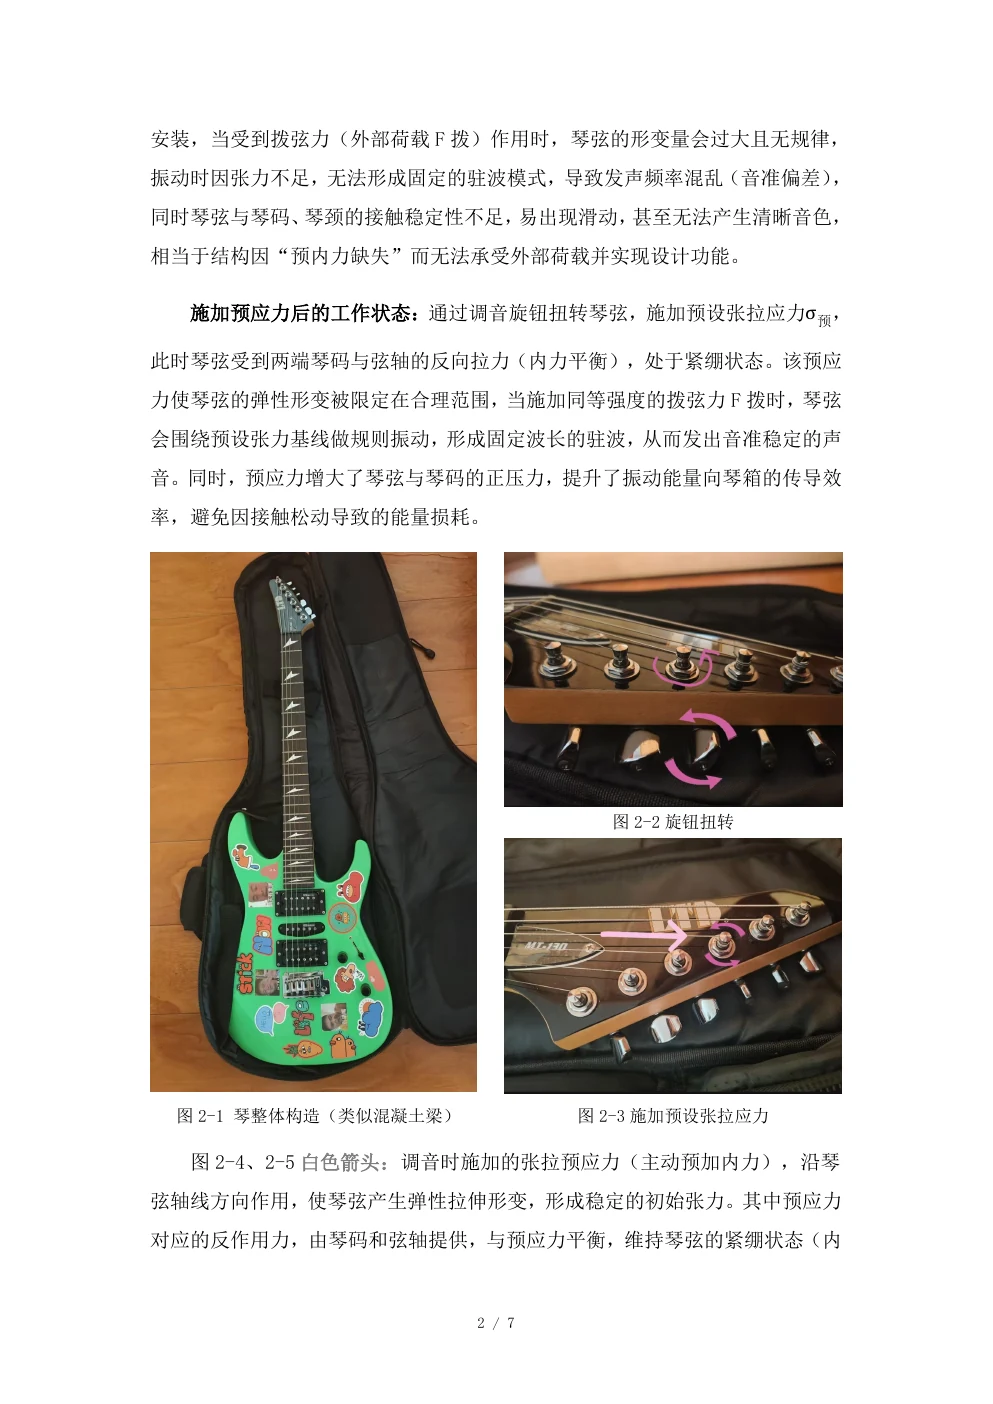 安装，当受到拨弦力（外部荷载 F 拨）作用时，琴弦的形变量会过大且无规律，
振动时因张力不足，无法形成固定的驻波模式，导致发声频率混乱（音准偏差），
同时琴弦与琴码、琴颈的接触稳定性不足，易出现滑动，甚至无法产生清晰音色，
相当于结构因“预内力缺失”而无法承受外部荷载并实现设计功能。
施加预应力后的工作状态：通过调音旋钮扭转琴弦，施加预设张拉应力σ预，
此时琴弦受到两端琴码与弦轴的反向拉力（内力平衡），处于紧绷状态。该预应
力使琴弦的弹性形变被限定在合理范围，当施加同等强度的拨弦力 F 拨时，琴弦
会围绕预设张力基线做规则振动，形成固定波长的驻波，从而发出音准稳定的声
音。同时，预应力增大了琴弦与琴码的正压力，提升了振动能量向琴箱的传导效
率，避免因接触松动导致的能量损耗。
NOW
stick
Life
图 2-1 琴整体构造（类似混凝土梁）
图 2-2 旋钮扭转
MT-130
图 2-3 施加预设张拉应力
图 2-4、2-5 白色箭头：调音时施加的张拉预应力（主动预加内力），沿琴
弦轴线方向作用，使琴弦产生弹性拉伸形变，形成稳定的初始张力。其中预应力
对应的反作用力，由琴码和弦轴提供，与预应力平衡，维持琴弦的紧绷状态（内
2 / 7